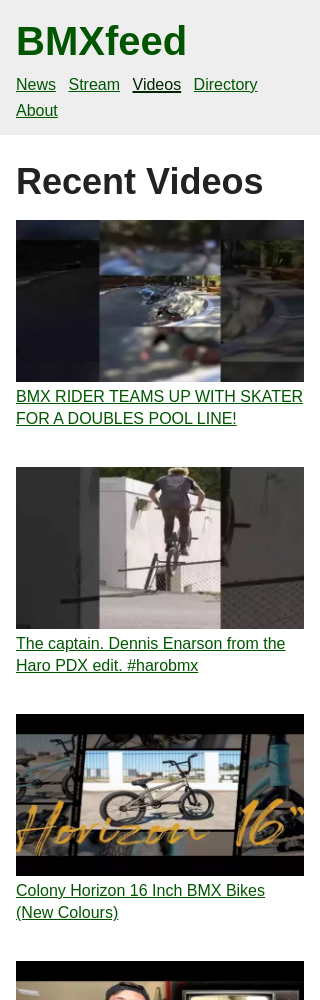 BMXfeed
News Stream Videos Directory
About
Recent Videos
BMX RIDER TEAMS UP WITH SKATER
FOR A DOUBLES POOL LINE!
The captain. Dennis Enarson from the
Haro PDX edit. #harobmx
Horizon 16"
Colony Horizon 16 Inch BMX Bikes
(New Colours)